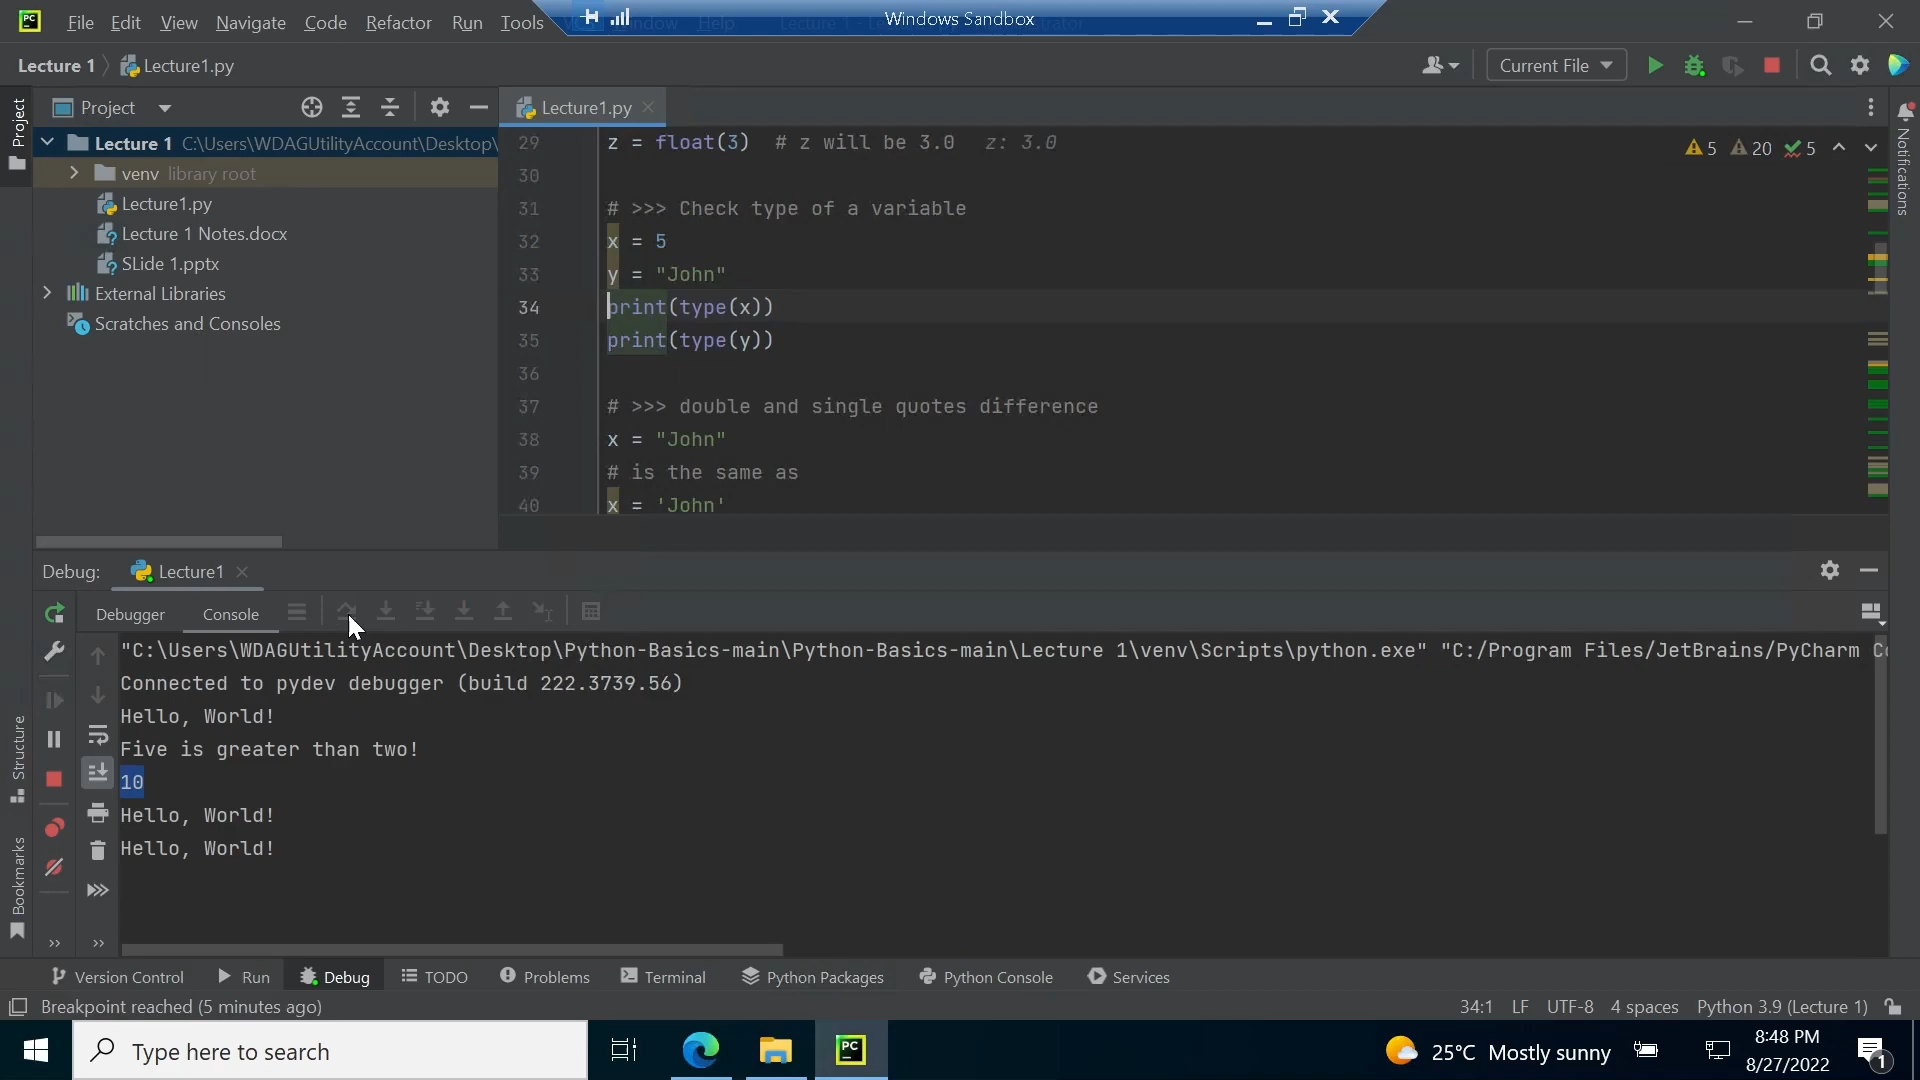 File Edit View Navigate Code Refactor Run Tools
Windows Sandbox
Lecture 1 Lecture1.py
Current File
Project
Lecture1.py
Project
Lecture 1 C:\Users\WDAGUtilityAccount\Desktop\
venv library root
Lecture1.py
Lecture 1 Notes.docx
SLide 1.pptx
External Libraries
Scratches and Consoles
5 20 5
29 z = float(3) # z will be 3.0 z: 3.0
30
31 # >>> Check type of a variable
32 x = 5
33 y = "John"
34 print(type(x))
35 print(type(y))
36
37 # >>> double and single quotes difference
38 x = "John"
39 # is the same as
40 x = 'John'
Notifications
Debug: Lecture1
Debugger Console
"C:\Users\WDAGUtilityAccount\Desktop\Python-Basics-main\Python-Basics-main\Lecture 1\venv\Scripts\python.exe" "C:/Program Files/JetBrains/PyCharm
Connected to pydev debugger (build 222.3739.56)
Hello, World!
Five is greater than two!
10
Hello, World!
Hello, World!
Structure
Bookmarks
Version Control Run Debug TODO Problems Terminal Python Packages Python Console Services
Breakpoint reached (5 minutes ago)
34:1 LF UTF-8 4 spaces Python 3.9 (Lecture 1)
Type here to search
PC
25°C Mostly sunny
8:48 PM
8/27/2022
1